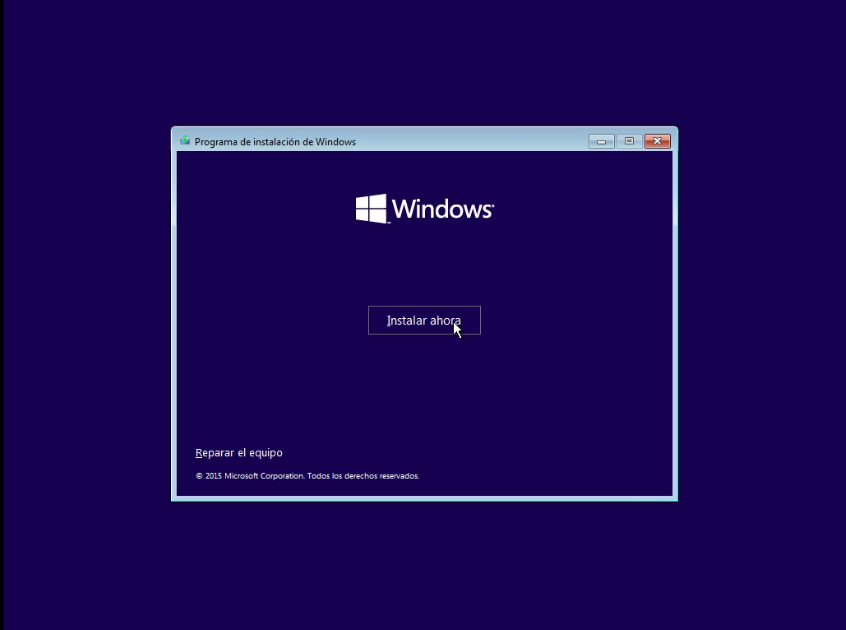 Programa de instalación de Windows
Windows
Instalar ahora
Reparar el equipo
© 2015 Microsoft Corporation. Todos los derechos reservados.